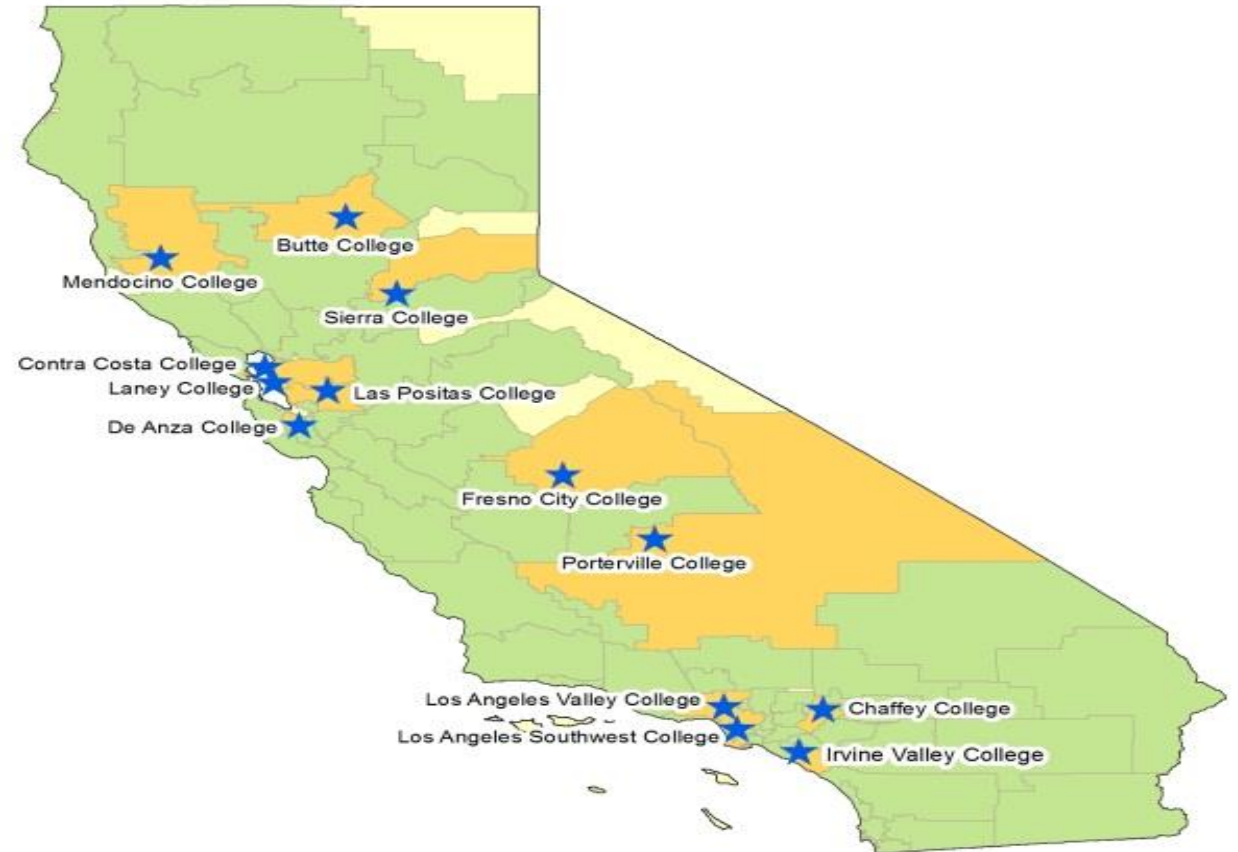 Butte College
Mendocino College
Sierra College
Contra Costa College
Laney College
Las Positas College
De Anza College
Fresno City College
Porterville College
Los Angeles Valley College
Chaffey College
Los Angeles Southwest College
Irvine Valley College